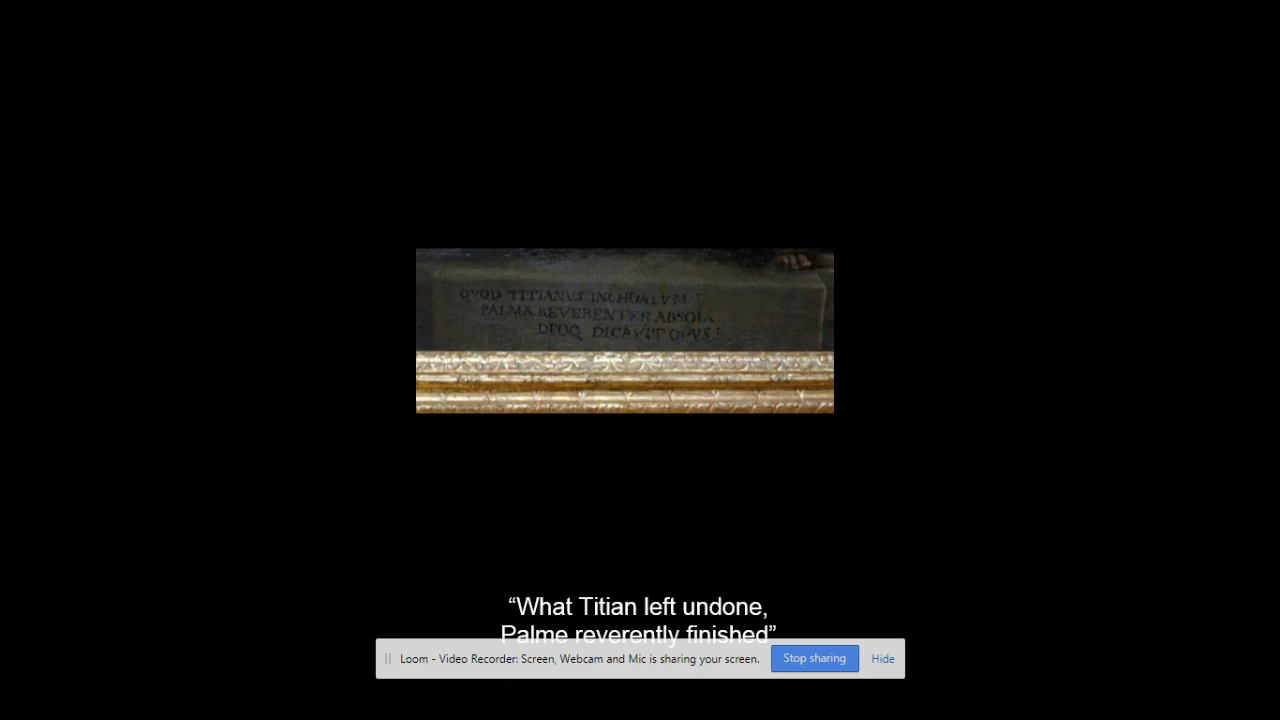 QVOD TITIANVS INCHOATVM
PALMA REVERENTER ABSOL
DEOQ DICAVIT OPVS
“What Titian left undone,
Palme reverently finished”
Loom - Video Recorder: Screen, Webcam and Mic is sharing your screen.
Stop sharing
Hide